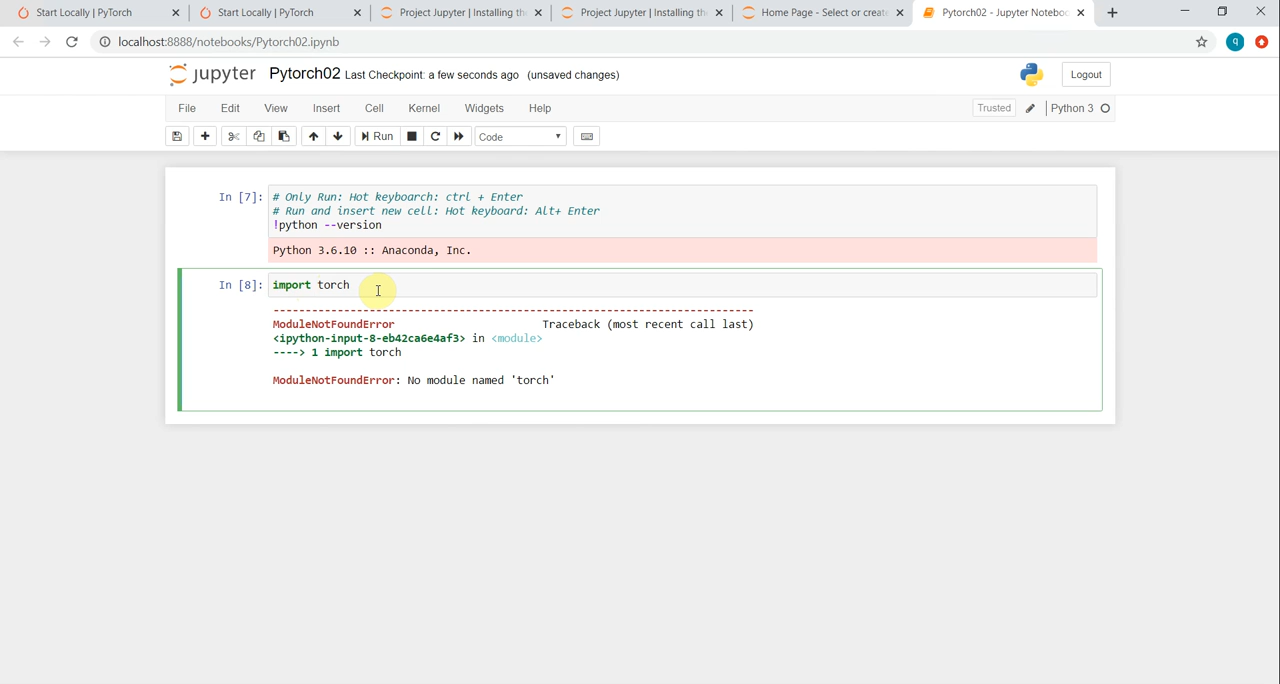 Start Locally | PyTorch
Start Locally | PyTorch
Project Jupyter | Installing th
Project Jupyter | Installing th
Home Page - Select or create
Pytorch02 - Jupyter Noteboo
localhost:8888/notebooks/Pytorch02.ipynb
q
jupyter Pytorch02 Last Checkpoint: a few seconds ago (unsaved changes)
Logout
File Edit View Insert Cell Kernel Widgets Help
Trusted Python 3
Run Code
In [7]: # Only Run: Hot keyboarch: ctrl + Enter
# Run and insert new cell: Hot keyboard: Alt+ Enter
!python --version
Python 3.6.10 :: Anaconda, Inc.
In [8]: import torch
---------------------------------------------------------------------------
ModuleNotFoundError Traceback (most recent call last)
<ipython-input-8-eb42ca6e4af3> in <module>
----> 1 import torch
ModuleNotFoundError: No module named 'torch'